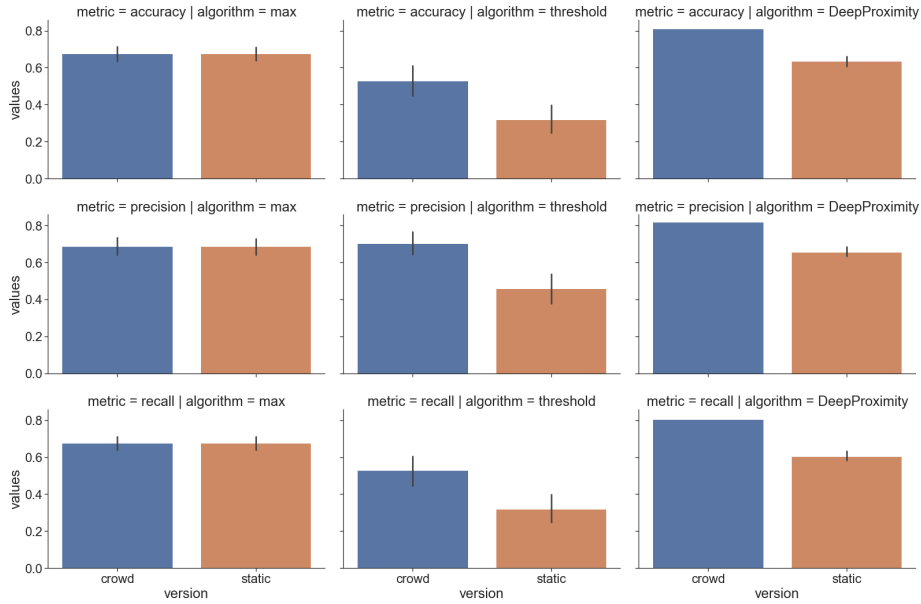 metric = accuracy | algorithm = max
metric = accuracy | algorithm = threshold
metric = accuracy | algorithm = DeepProximity
0.8
0.6
0.4
0.2
0.0
values
metric = precision | algorithm = max
metric = precision | algorithm = threshold
metric = precision | algorithm = DeepProximity
0.8
0.6
0.4
0.2
0.0
values
metric = recall | algorithm = max
metric = recall | algorithm = threshold
metric = recall | algorithm = DeepProximity
0.8
0.6
0.4
0.2
0.0
values
crowd static
version
crowd static
version
crowd static
version